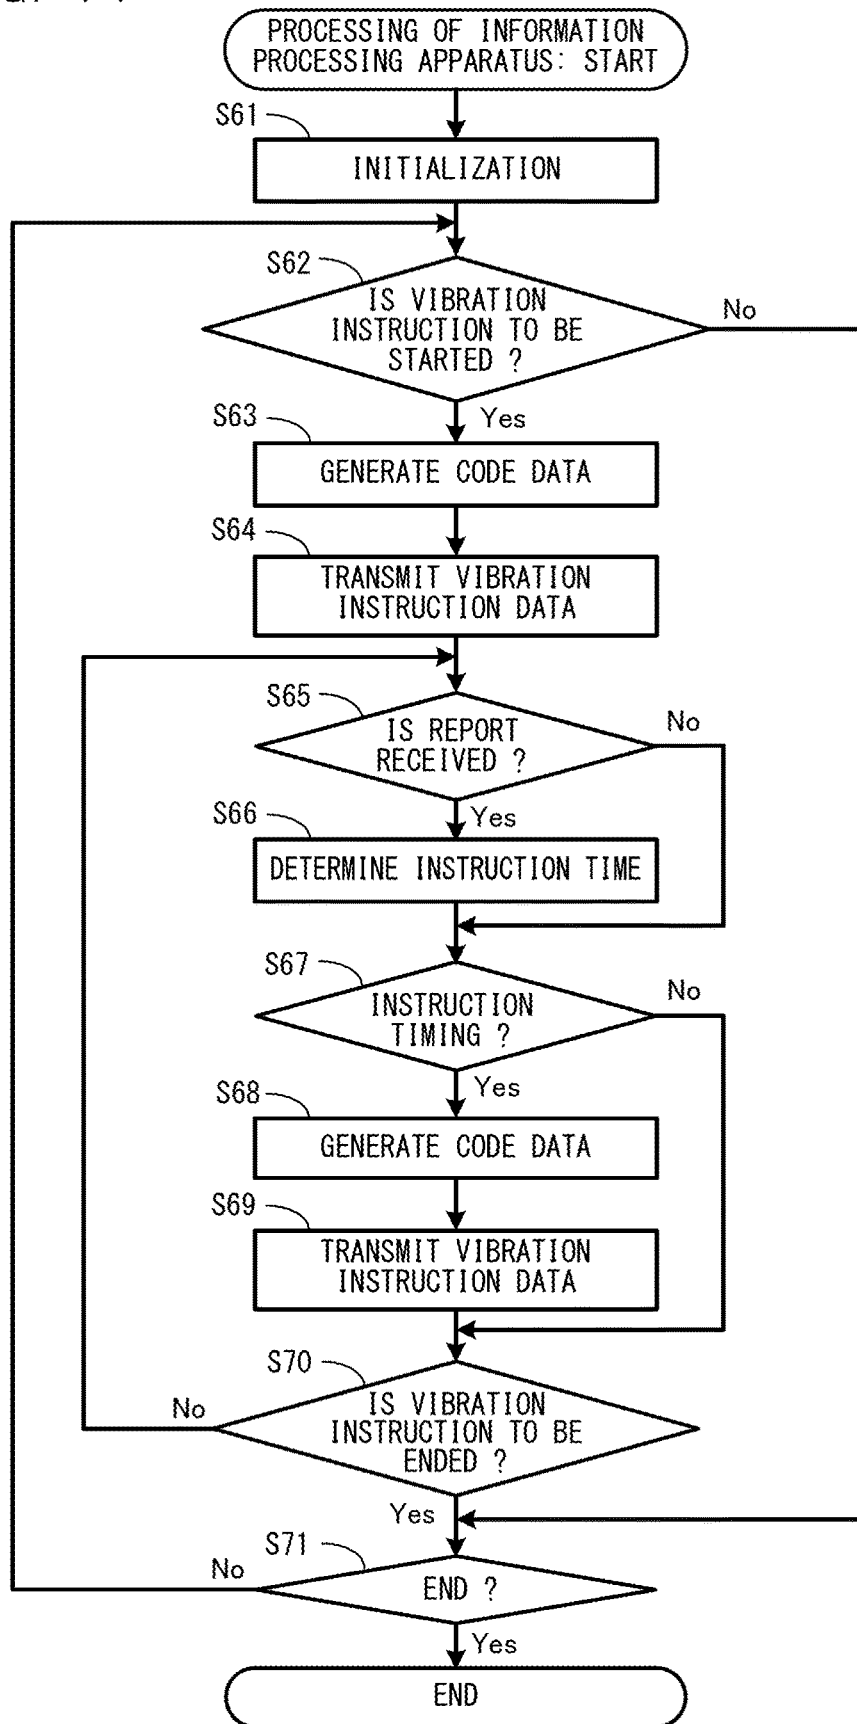 PROCESSING OF INFORMATION
PROCESSING APPARATUS: START
S61
INITIALIZATION
S62
IS VIBRATION
INSTRUCTION TO BE
STARTED ?
No
Yes
S63
GENERATE CODE DATA
S64
TRANSMIT VIBRATION
INSTRUCTION DATA
S65
IS REPORT
RECEIVED ?
No
Yes
S66
DETERMINE INSTRUCTION TIME
S67
INSTRUCTION
TIMING ?
No
Yes
S68
GENERATE CODE DATA
S69
TRANSMIT VIBRATION
INSTRUCTION DATA
S70
IS VIBRATION
INSTRUCTION TO BE
ENDED ?
No
Yes
S71
END ?
No
Yes
END